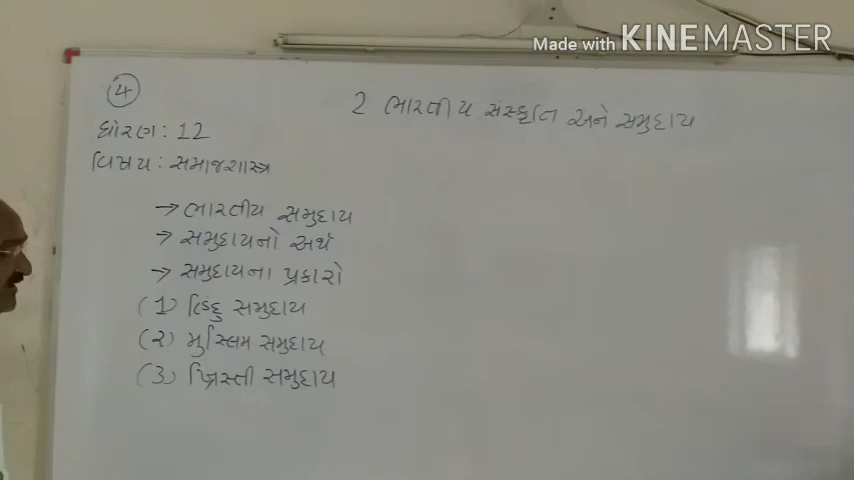 Made with KINEMASTER
4
2 ભારતીય સંસ્કૃતિ અને સમુદાય
ધોરણ : 12
વિષય : સમાજશાસ્ત્ર
→ ભારતીય સમુદાય
→ સમુદાયનો અર્થ
→ સમુદાયના પ્રકારો
(1) હિન્દુ સમુદાય
(૨) મુસ્લિમ સમુદાય
(3) ખ્રિસ્તી સમુદાય